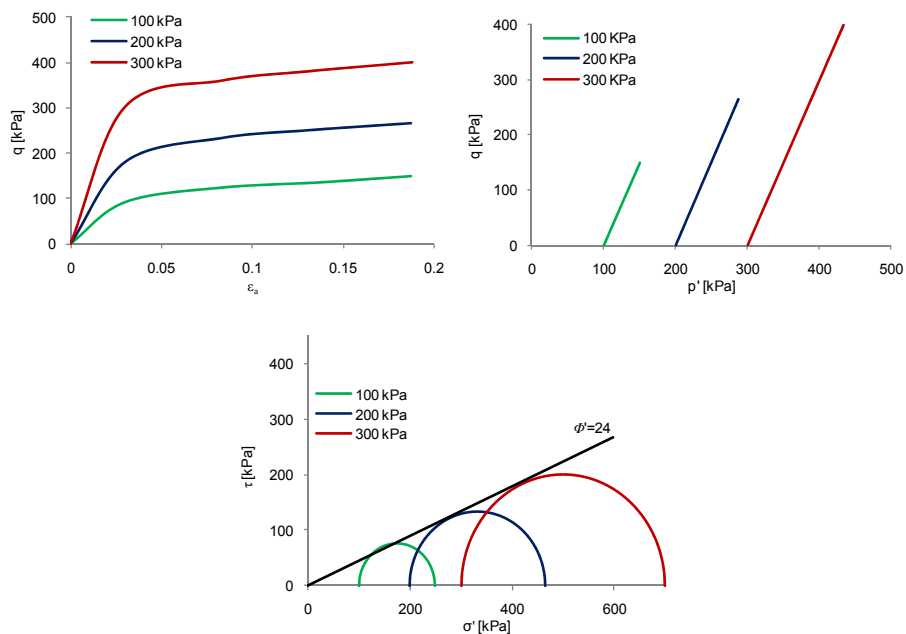 500
400
300
200
100
0
q [kPa]
100 kPa
200 kPa
300 kPa
0
0.05
0.1
0.15
0.2
εa
400
300
200
100
0
q [kPa]
100 KPa
200 KPa
300 KPa
0
100
200
300
400
500
p' [kPa]
400
300
200
100
0
τ [kPa]
100 kPa
200 kPa
300 kPa
Φ'=24
0
200
400
600
σ' [kPa]